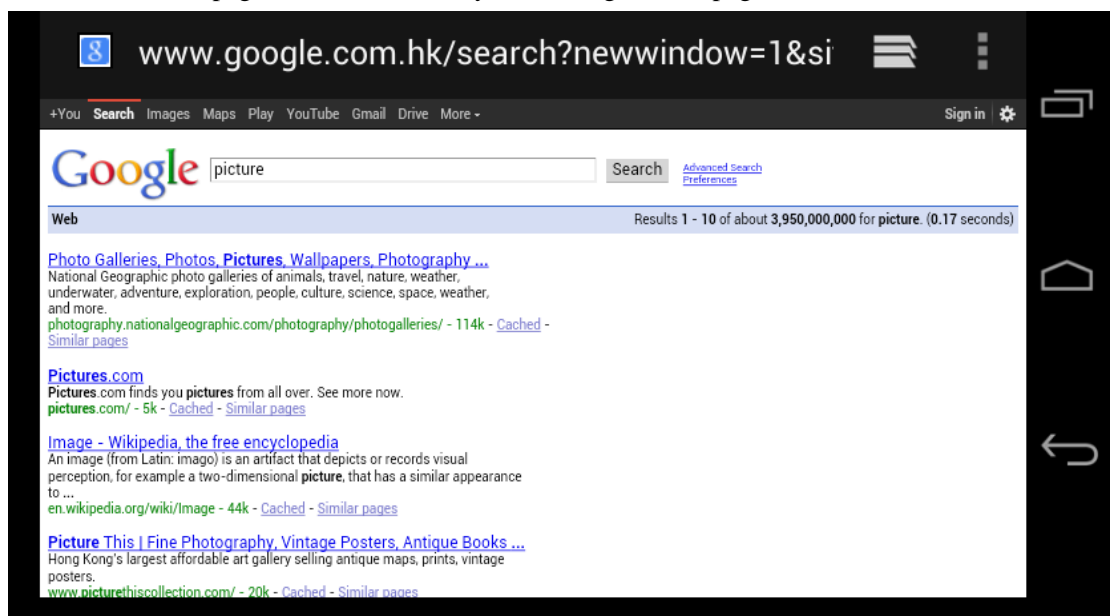 8 www.google.com.hk/search?newwindow=1&si
+You Search Images Maps Play YouTube Gmail Drive More Sign in
Google picture Search Advanced Search
Preferences
Web Results 1 - 10 of about 3,950,000,000 for picture. (0.17 seconds)
Photo Galleries, Photos, Pictures, Wallpapers, Photography ...
National Geographic photo galleries of animals, travel, nature, weather,
underwater, adventure, exploration, people, culture, science, space, weather,
and more.
photography.nationalgeographic.com/photography/photogalleries/ - 114k - Cached -
Similar pages
Pictures.com
Pictures.com finds you pictures from all over. See more now.
pictures.com/ - 5k - Cached - Similar pages
Image - Wikipedia, the free encyclopedia
An image (from Latin: imago) is an artifact that depicts or records visual
perception, for example a two-dimensional picture, that has a similar appearance
to ...
en.wikipedia.org/wiki/Image - 44k - Cached - Similar pages
Picture This | Fine Photography, Vintage Posters, Antique Books ...
Hong Kong's largest affordable art gallery selling antique maps, prints, vintage
posters.
www.picturethiscollection.com/ - 20k - Cached - Similar pages